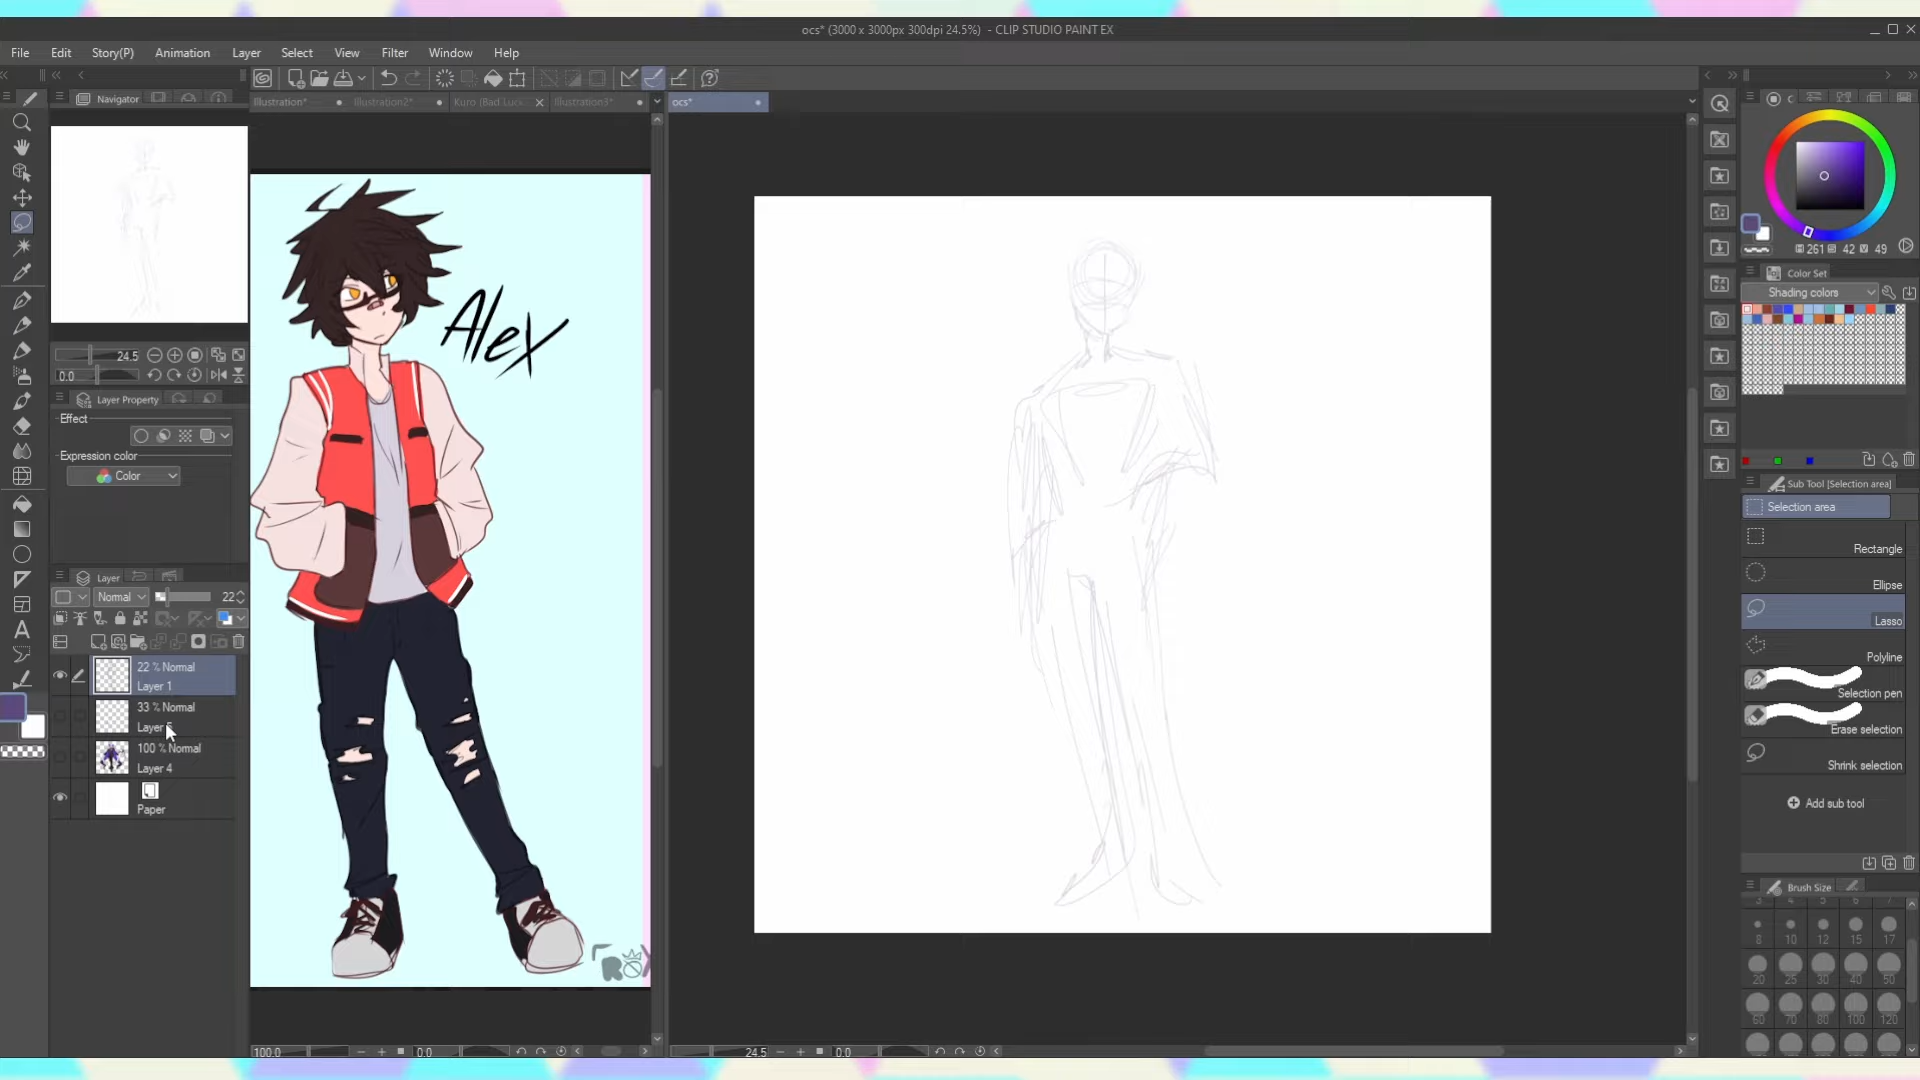 ocs* (3000 x 3000px 300dpi 24.5%) - CLIP STUDIO PAINT EX
File Edit Story(P) Animation Layer Select View Filter Window Help
Navigator
Illustration* Illustration2* Kuro (Bad Luck Illustration3* ocs*
24.5
0.0
Layer Property
Effect
Expression color
Color
Layer
Normal 22
22 % Normal
Layer 1
33 % Normal
Layer 5
100 % Normal
Layer 4
Paper
Alex
100.0 0.0
24.5 0.0
261 42 49
Color Set
Shading colors
Sub Tool [Selection area]
Selection area
Rectangle
Ellipse
Lasso
Polyline
Selection pen
Erase selection
Shrink selection
Add sub tool
Brush Size
8 10 12 15 17
20 25 30 40 50
60 70 80 100 120